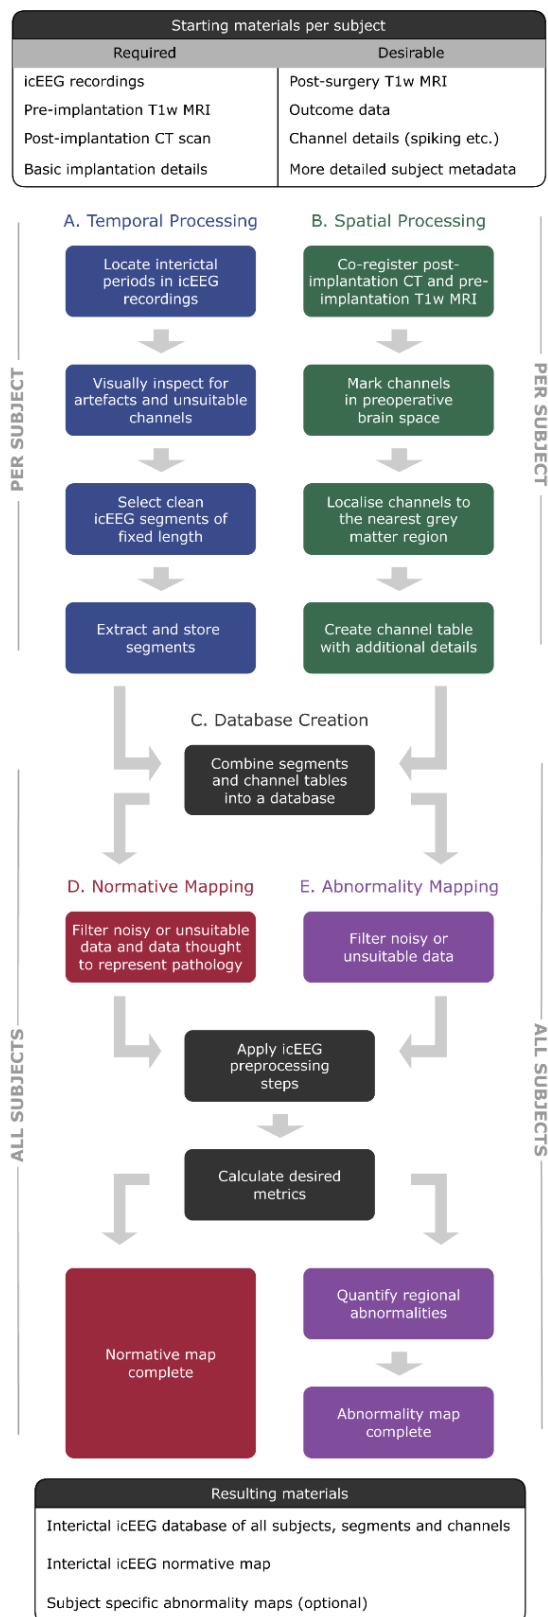 Starting materials per subject
Required
Desirable
icEEG recordings
Post-surgery T1w MRI
Pre-implantation T1w MRI
Outcome data
Post-implantation CT scan
Channel details (spiking etc.)
Basic implantation details
More detailed subject metadata
PER SUBJECT
A. Temporal Processing
Locate interictal
periods in icEEG
recordings
Visually inspect for
artefacts and unsuitable
channels
Select clean
icEEG segments of
fixed length
Extract and store
segments
B. Spatial Processing
Co-register post-
implantation CT and pre-
implantation T1w MRI
Mark channels
in preoperative
brain space
Localise channels to
the nearest grey
matter region
Create channel table
with additional details
PER SUBJECT
C. Database Creation
Combine segments
and channel tables
into a database
ALL SUBJECTS
D. Normative Mapping
Filter noisy or unsuitable
data and data thought
to represent pathology
E. Abnormality Mapping
Filter noisy or
unsuitable data
ALL SUBJECTS
Apply icEEG
preprocessing
steps
Calculate desired
metrics
Normative map
complete
Quantify regional
abnormalities
Abnormality map
complete
Resulting materials
Interictal icEEG database of all subjects, segments and channels
Interictal icEEG normative map
Subject specific abnormality maps (optional)